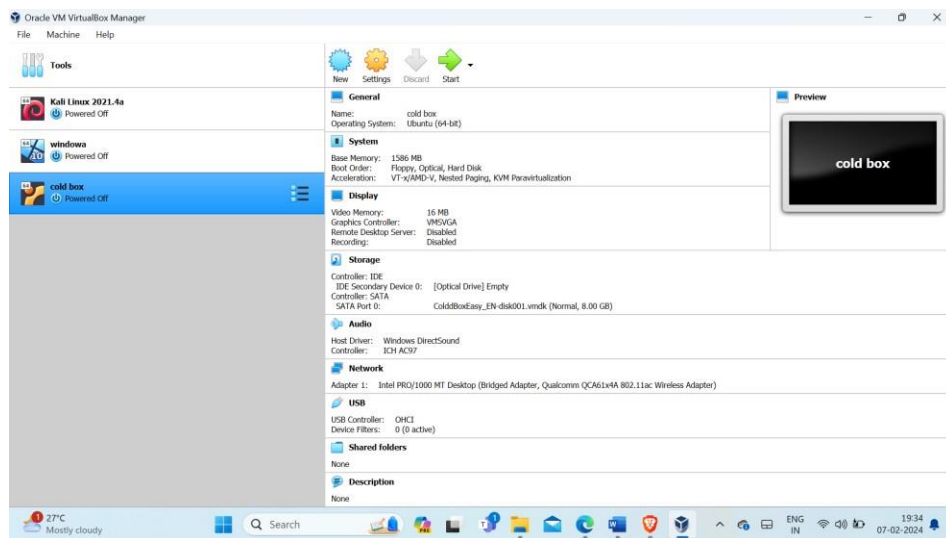 Oracle VM VirtualBox Manager
File Machine Help
Tools
New Settings Discard Start
Kali Linux 2021.4a
Powered Off
windowa
Powered Off
cold box
Powered Off
General
Name: cold box
Operating System: Ubuntu (64-bit)
System
Base Memory: 1586 MB
Boot Order: Floppy, Optical, Hard Disk
Acceleration: VT-x/AMD-V, Nested Paging, KVM Paravirtualization
Display
Video Memory: 16 MB
Graphics Controller: VMSVGA
Remote Desktop Server: Disabled
Recording: Disabled
Storage
Controller: IDE
IDE Secondary Device 0: [Optical Drive] Empty
Controller: SATA
SATA Port 0: ColddBoxEasy_EN-disk001.vmdk (Normal, 8.00 GB)
Audio
Host Driver: Windows DirectSound
Controller: ICH AC97
Network
Adapter 1: Intel PRO/1000 MT Desktop (Bridged Adapter, Qualcomm QCA61x4A 802.11ac Wireless Adapter)
USB
USB Controller: OHCI
Device Filters: 0 (0 active)
Shared folders
None
Description
None
Preview
cold box
1
27°C
Mostly cloudy
Search
ENG
IN
19:34
07-02-2024